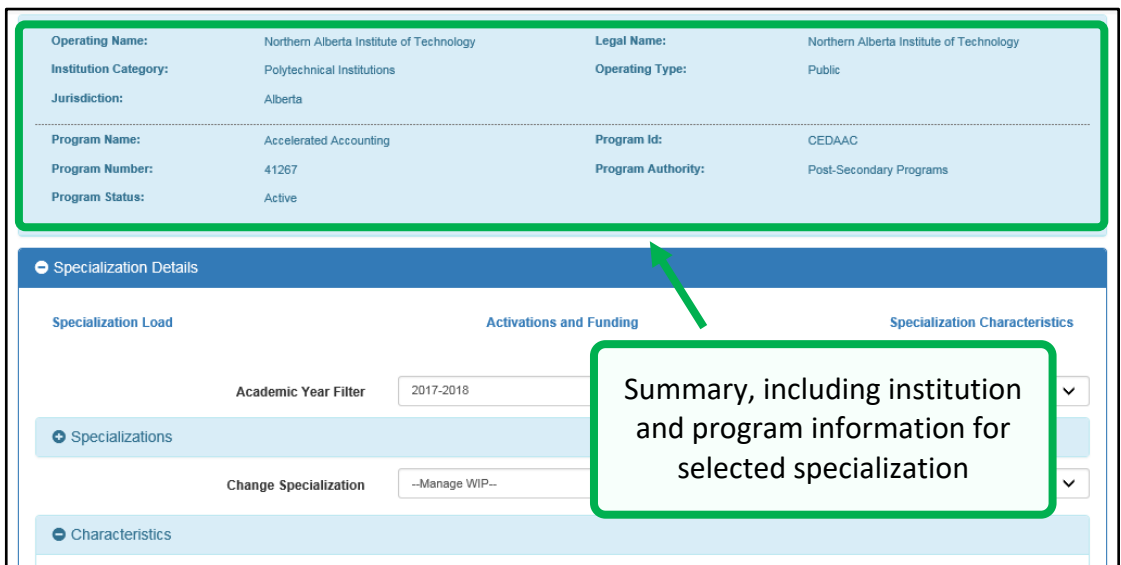 Operating Name: Northern Alberta Institute of Technology Legal Name: Northern Alberta Institute of Technology
Institution Category: Polytechnical Institutions Operating Type: Public
Jurisdiction: Alberta
Program Name: Accelerated Accounting Program Id: CEDAAC
Program Number: 41267 Program Authority: Post-Secondary Programs
Program Status: Active
Specialization Details
Specialization Load Activations and Funding Specialization Characteristics
Academic Year Filter 2017-2018
Specializations
Change Specialization --Manage WIP--
Characteristics
Summary, including institution
and program information for
selected specialization